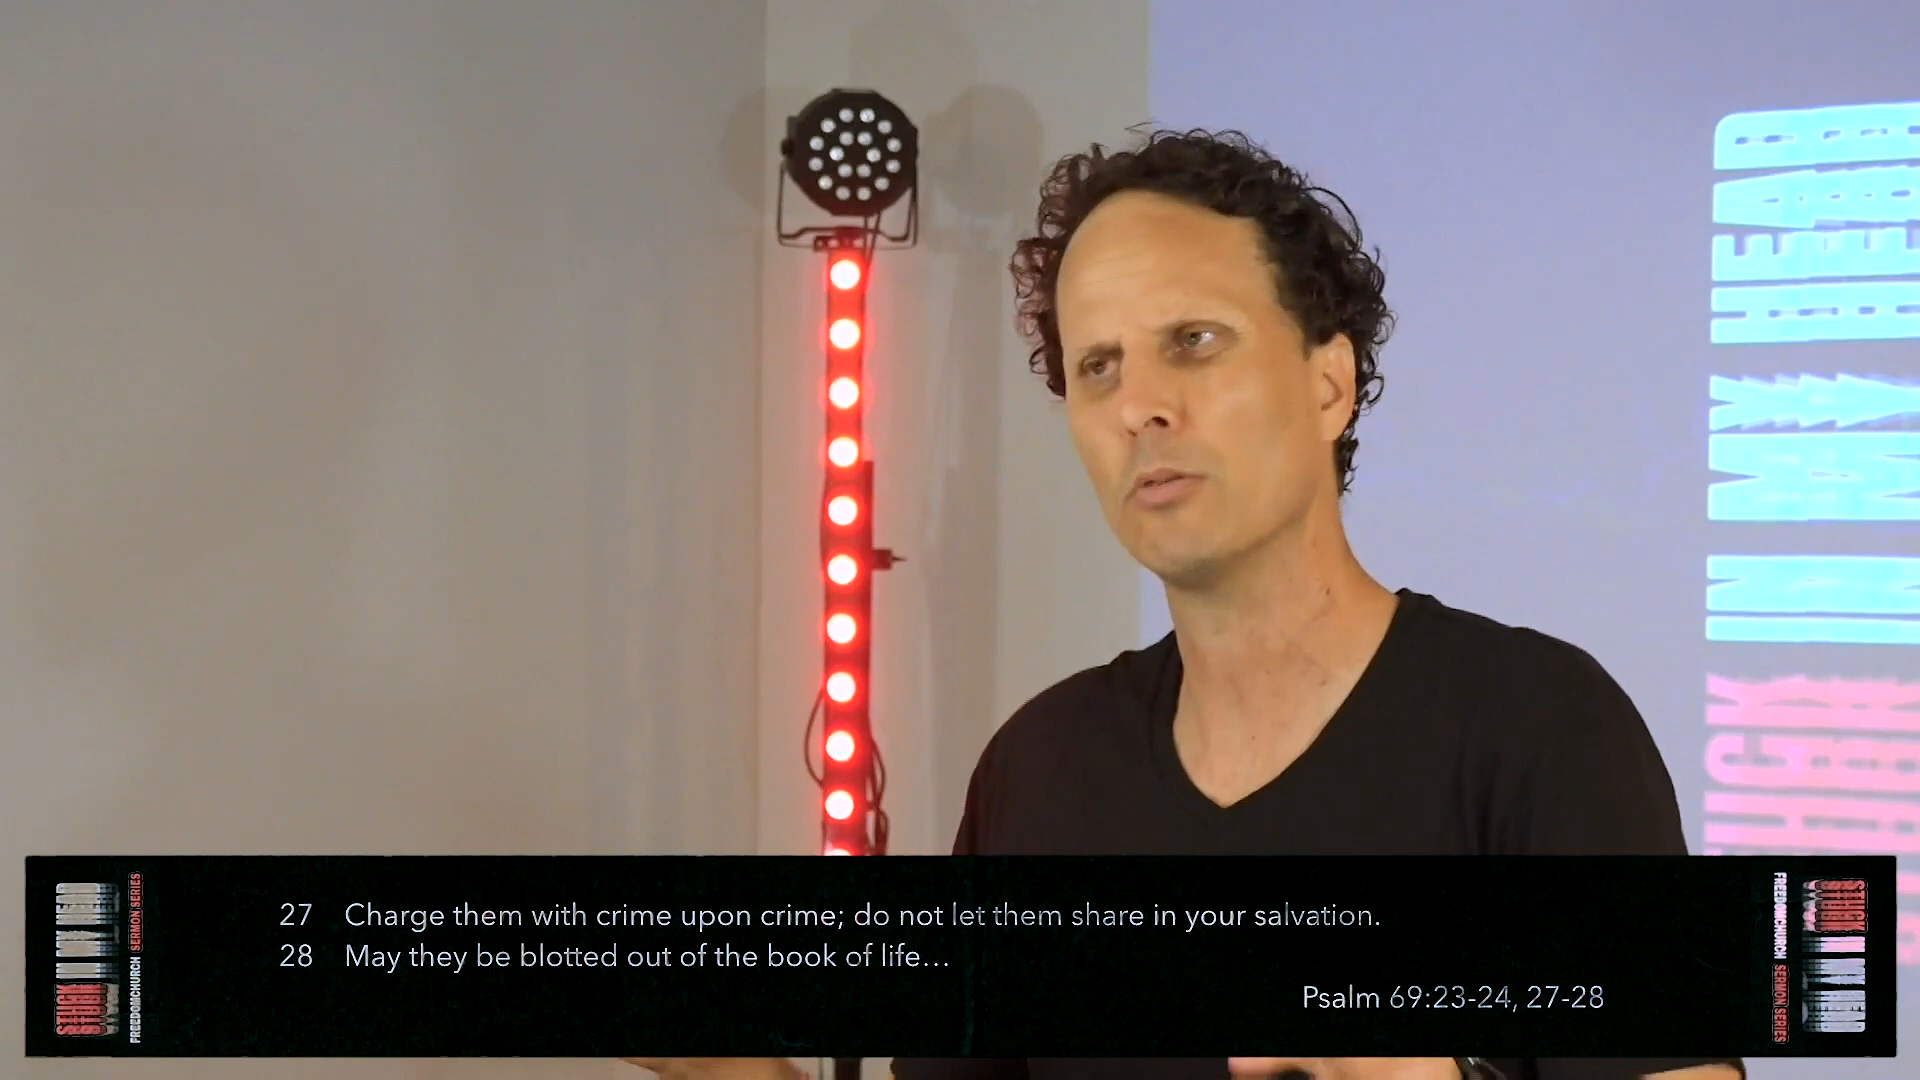 STUCK IN MY HEAD
STUCK IN MY HEAD
FREEDOMCHURCH SERMON SERIES
27 Charge them with crime upon crime; do not let them share in your salvation.
28 May they be blotted out of the book of life…
Psalm 69:23-24, 27-28
FREEDOMCHURCH SERMON SERIES
STUCK IN MY HEAD